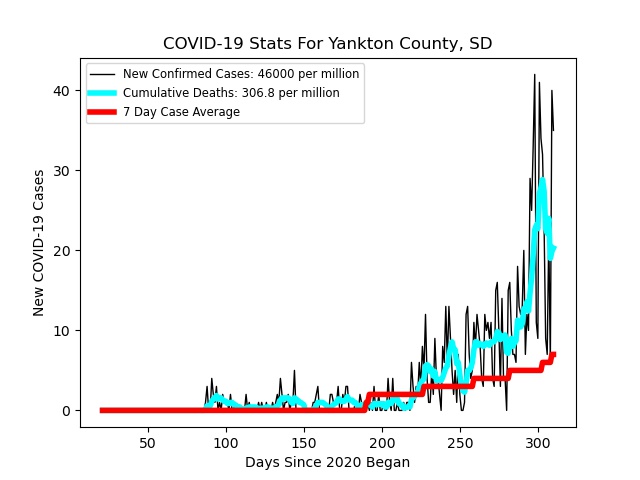 COVID-19 Stats For Yankton County, SD
New Confirmed Cases: 46000 per million
Cumulative Deaths: 306.8 per million
7 Day Case Average
New COVID-19 Cases
40
30
20
10
0
50 100 150 200 250 300
Days Since 2020 Began